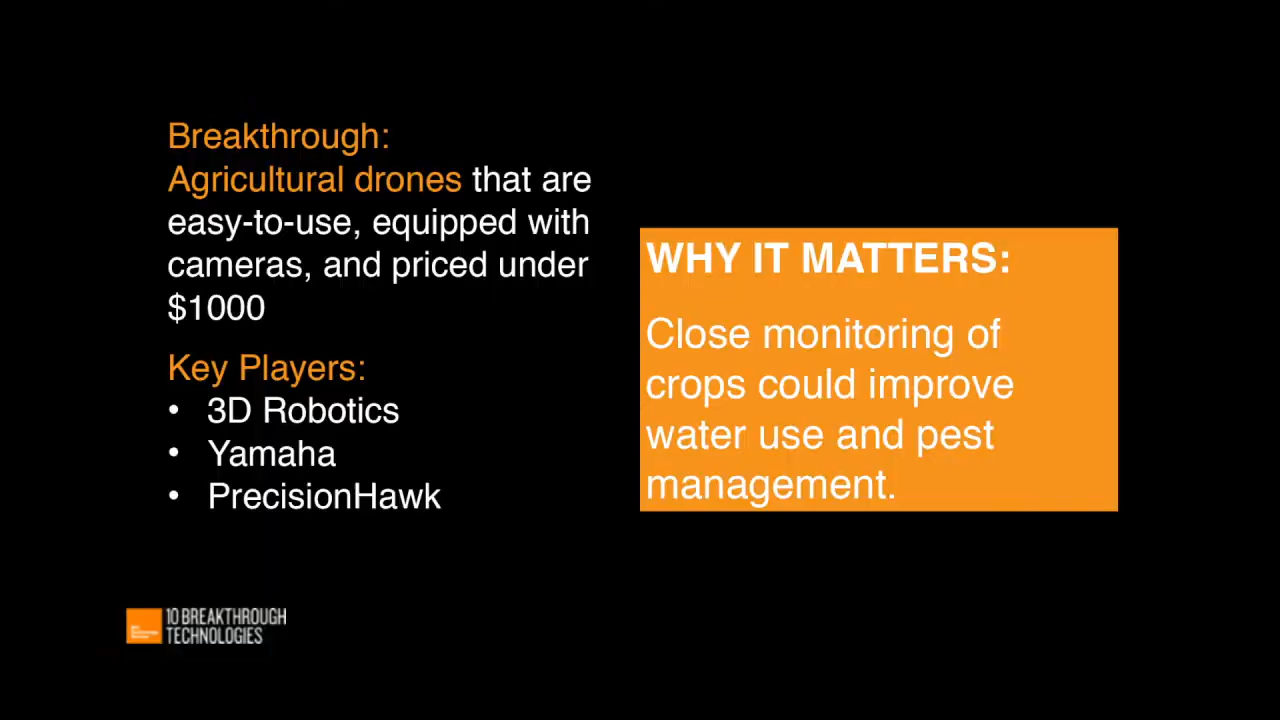 Breakthrough:
Agricultural drones that are
easy-to-use, equipped with
cameras, and priced under
$1000
Key Players:
• 3D Robotics
• Yamaha
• PrecisionHawk
WHY IT MATTERS:
Close monitoring of
crops could improve
water use and pest
management.
10 BREAKTHROUGH
TECHNOLOGIES